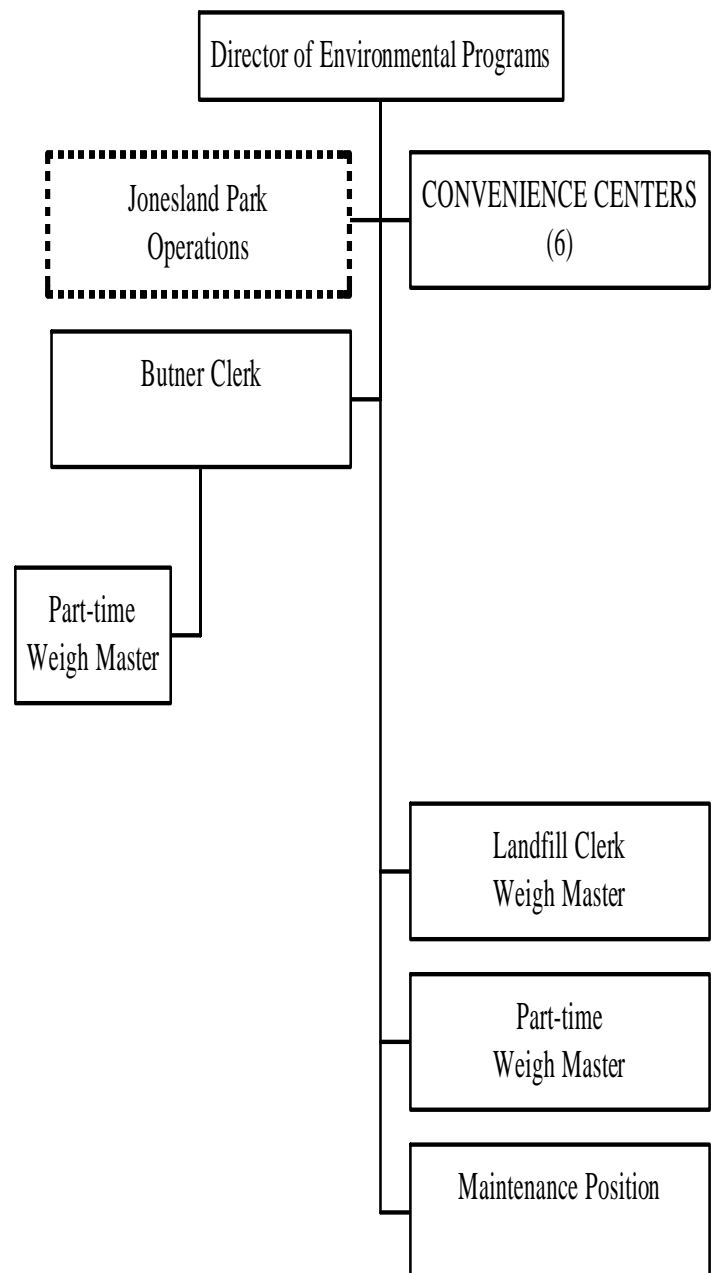 Director of Environmental Programs
Jonesland Park
Operations
CONVENIENCE CENTERS
(6)
Butner Clerk
Part-time
Weigh Master
Landfill Clerk
Weigh Master
Part-time
Weigh Master
Maintenance Position